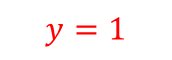 y = 1